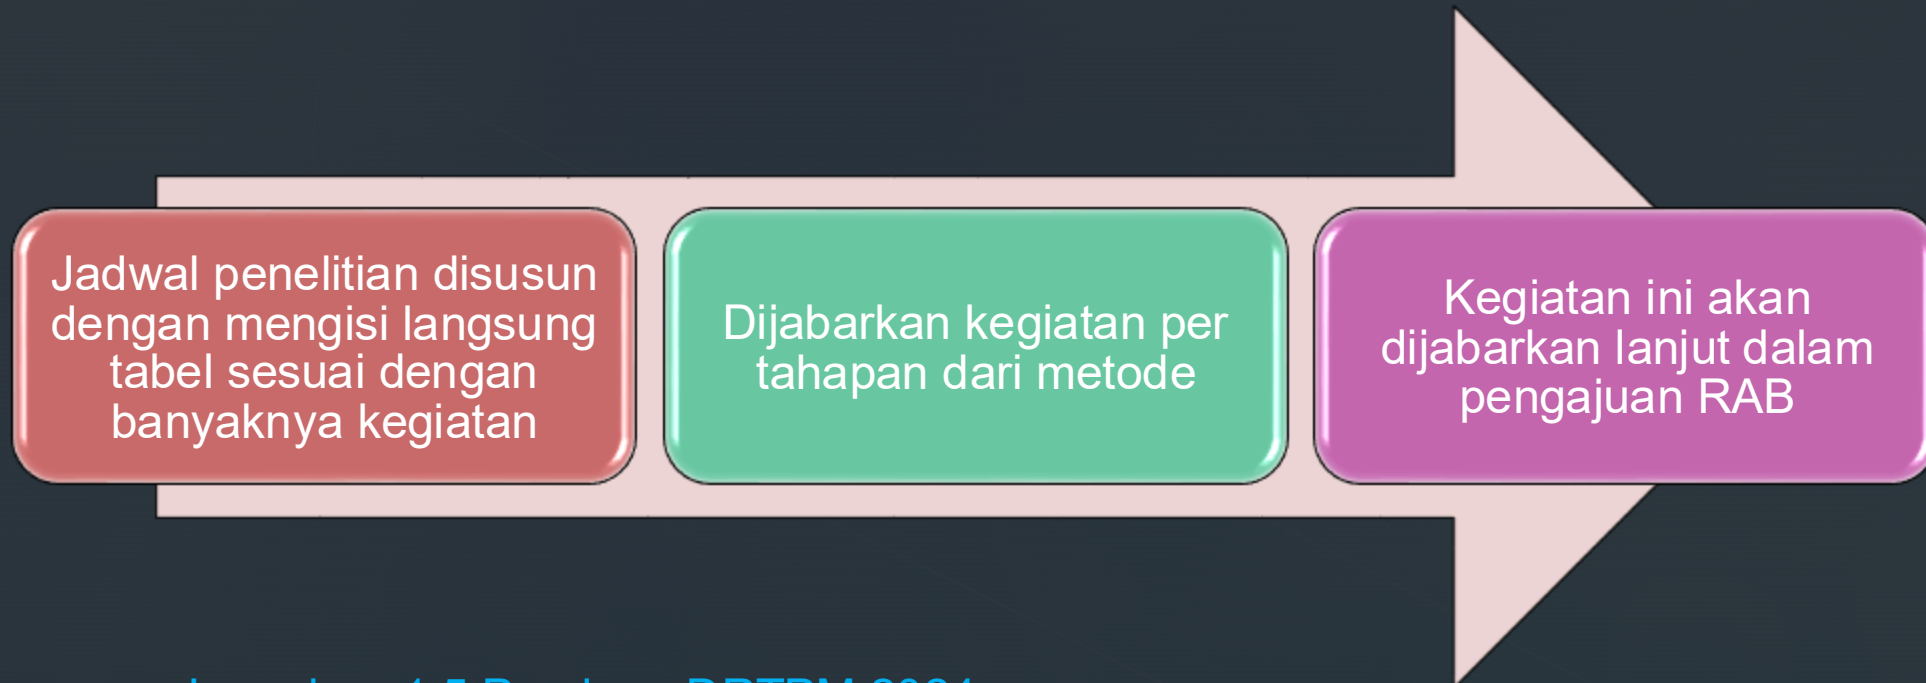 Jadwal penelitian disusun
dengan mengisi langsung
tabel sesuai dengan
banyaknya kegiatan
Dijabarkan kegiatan per
tahapan dari metode
Kegiatan ini akan
dijabarkan lanjut dalam
pengajuan RAB